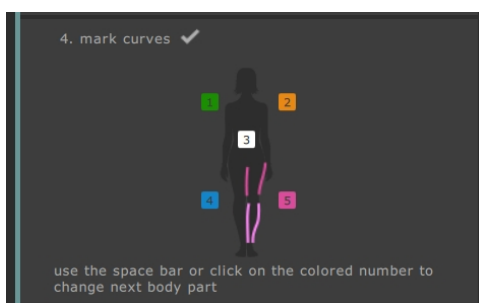 4. mark curves
1
2
3
4
5
use the space bar or click on the colored number to
change next body part